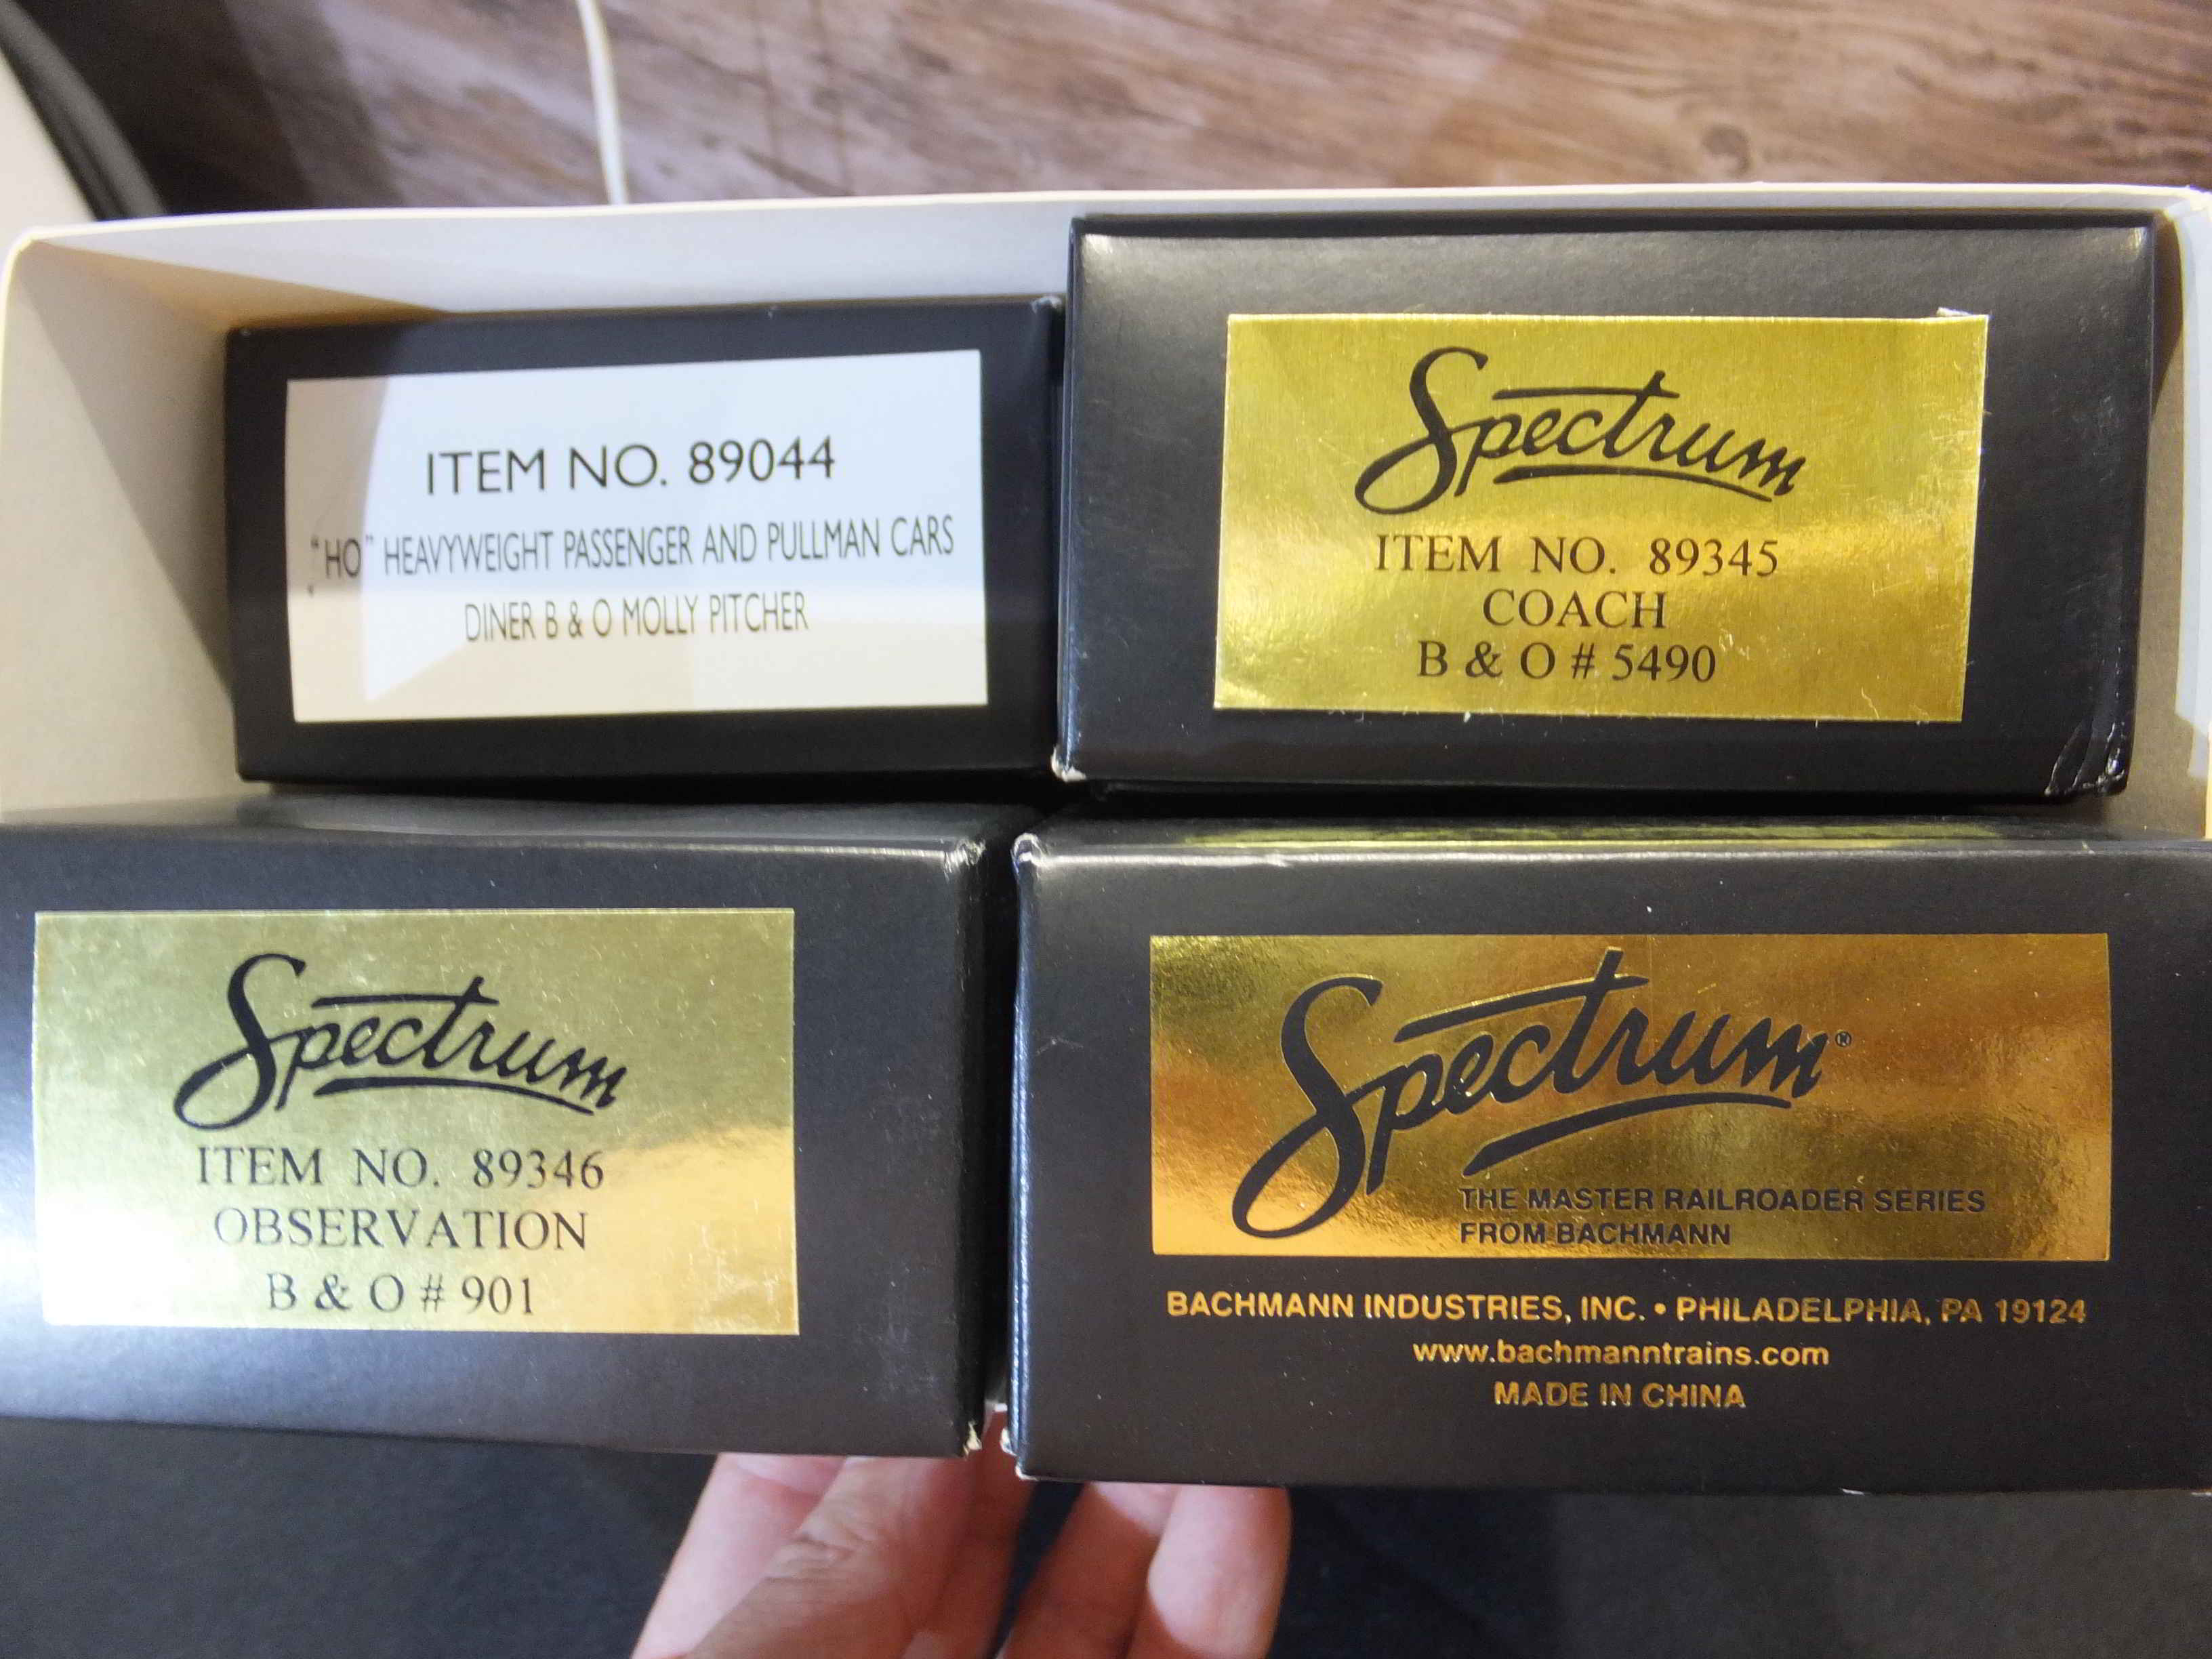 ITEM NO. 89044
"HO" HEAVYWEIGHT PASSENGER AND PULLMAN CARS
DINER B & O MOLLY PITCHER
Spectrum
ITEM NO. 89345
COACH
B & O # 5490
Spectrum
ITEM NO. 89346
OBSERVATION
B & O # 901
Spectrum®
THE MASTER RAILROADER SERIES
FROM BACHMANN
BACHMANN INDUSTRIES, INC. • PHILADELPHIA, PA 19124
www.bachmanntrains.com
MADE IN CHINA